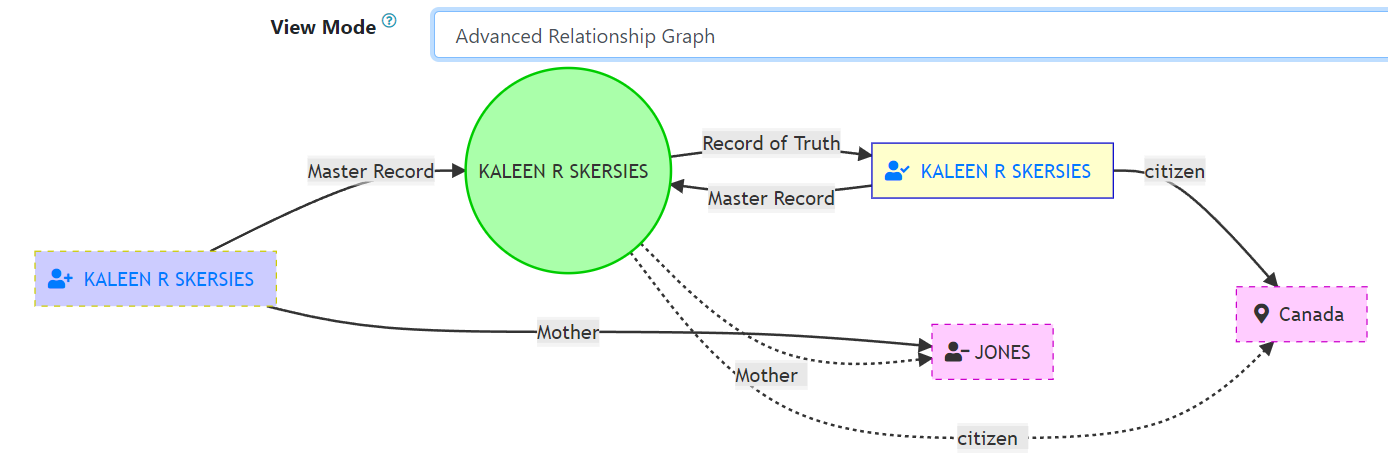 View Mode ?
Advanced Relationship Graph
KALEEN R SKERSIES
Master Record
KALEEN R SKERSIES
Record of Truth
Master Record
KALEEN R SKERSIES
citizen
Canada
Mother
JONES
Mother
citizen